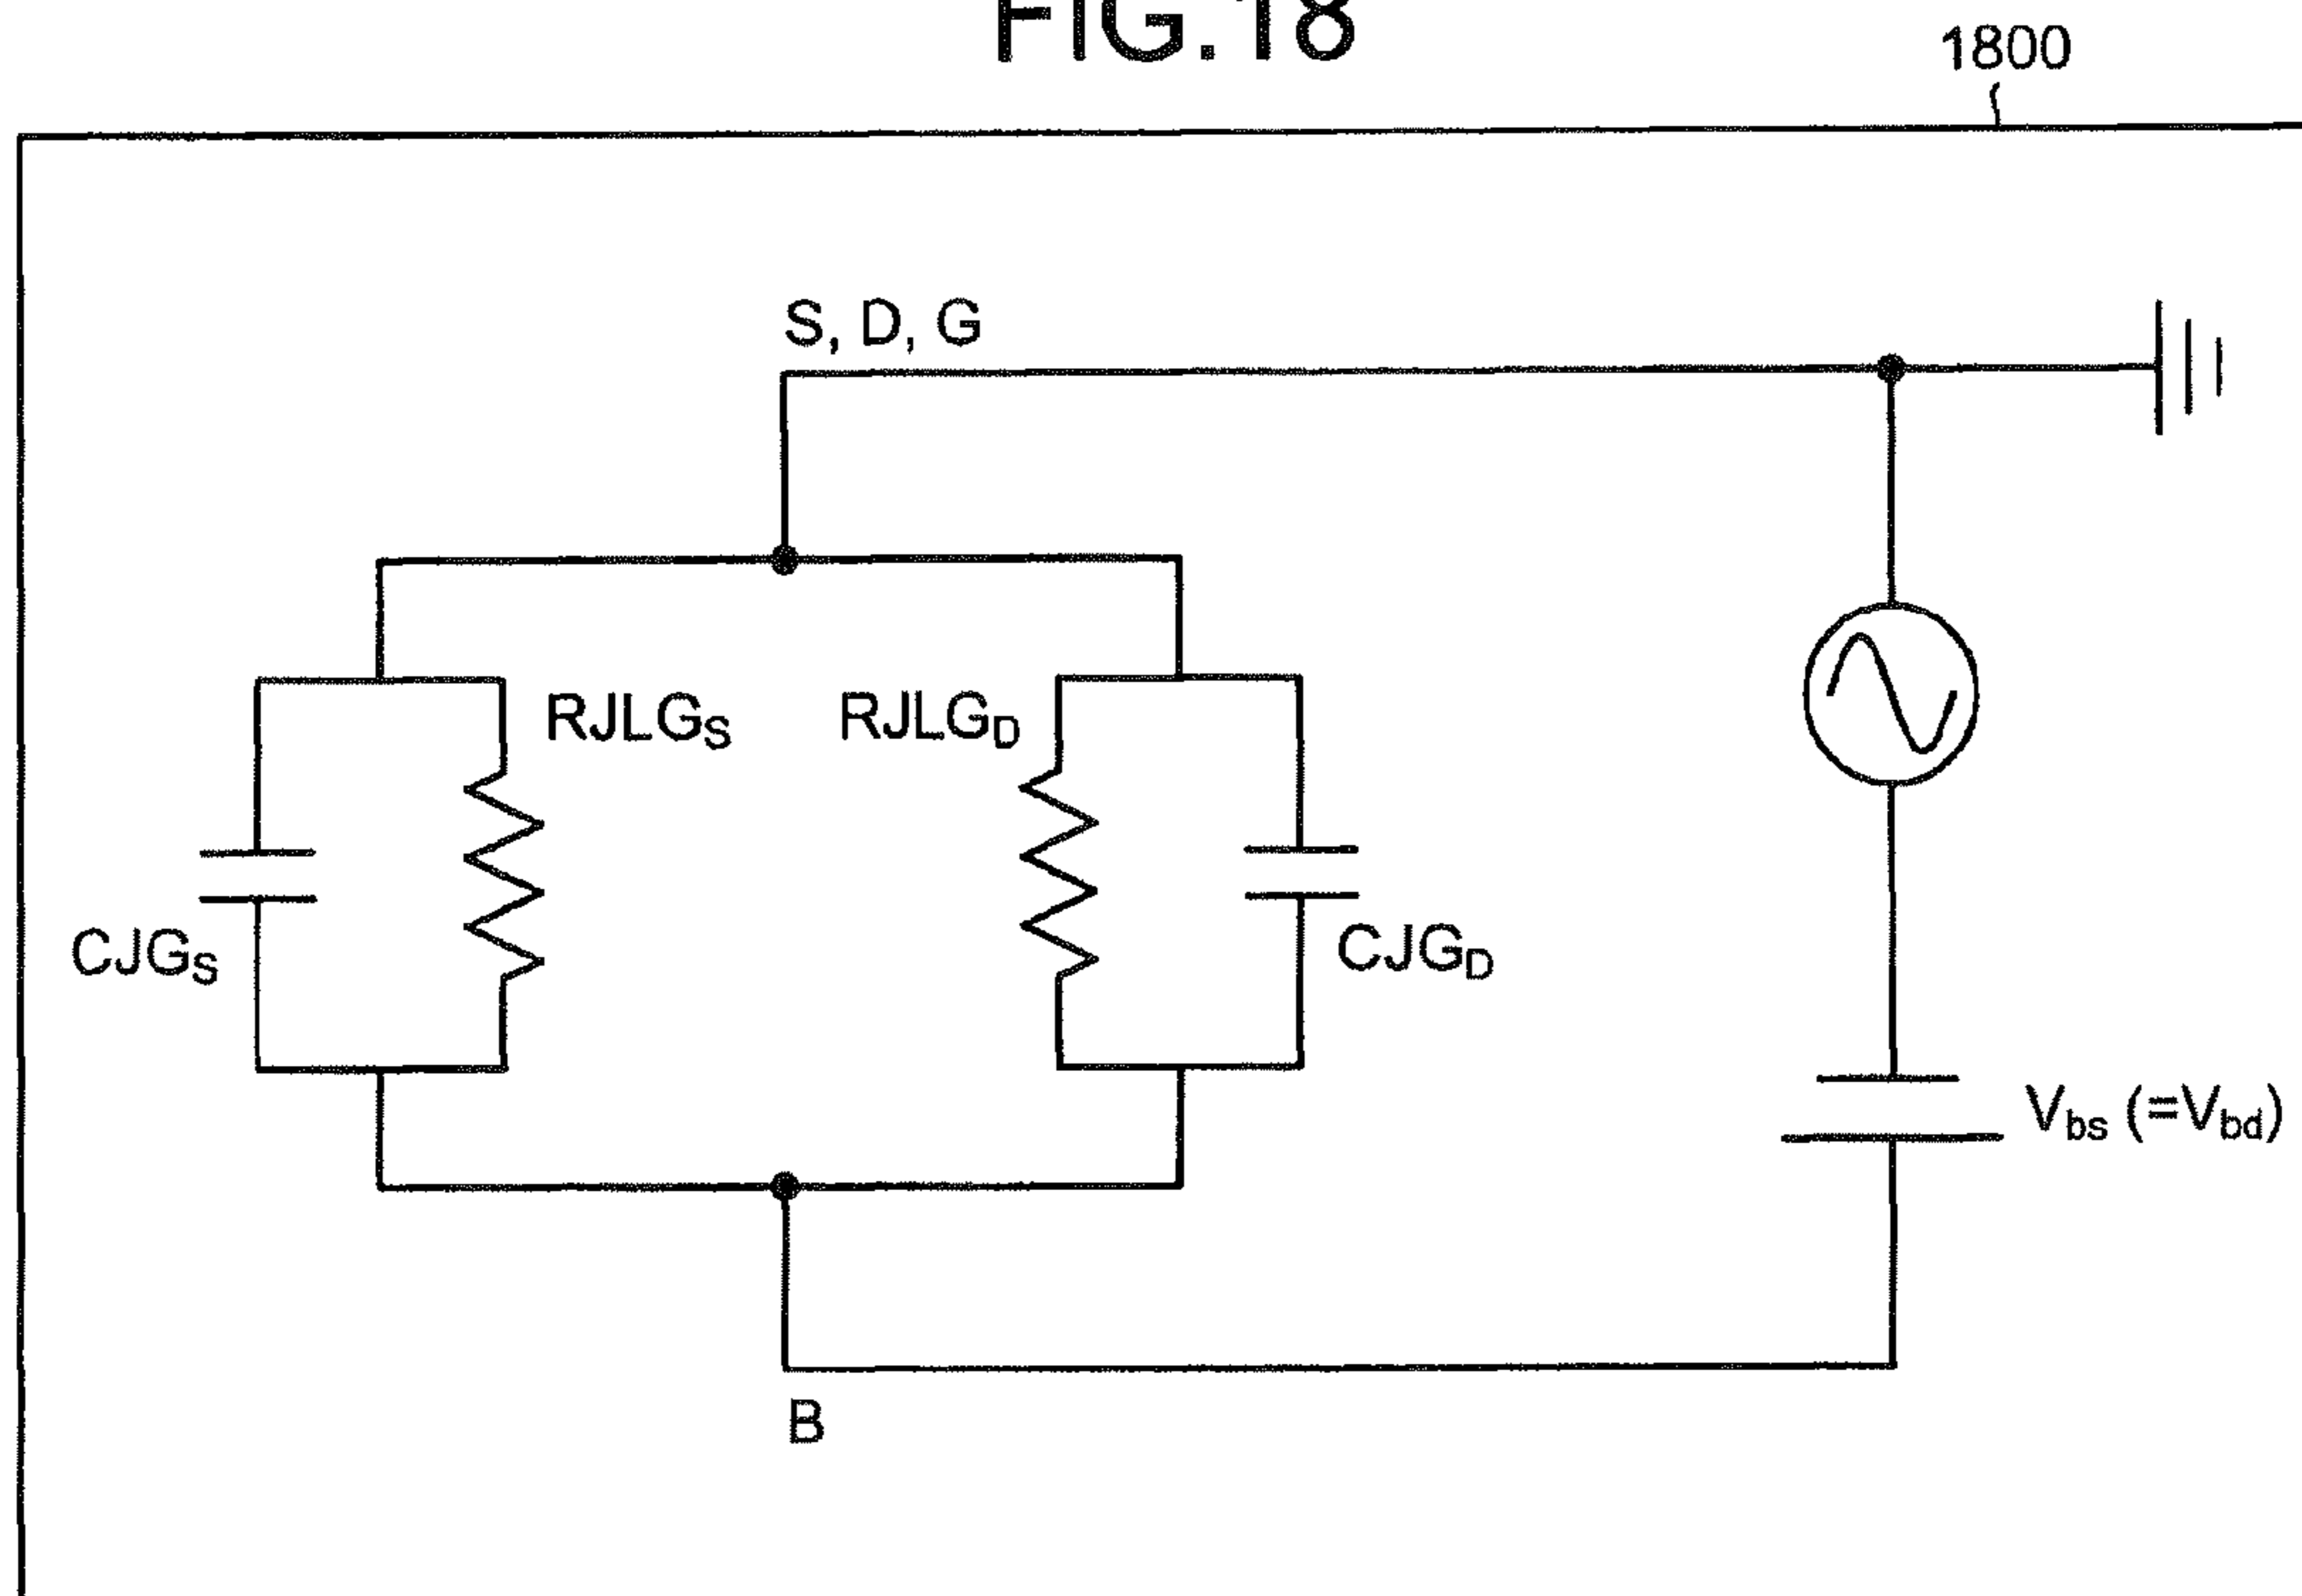 FIG.18
1800
S, D, G
RJLGS
RJLGD
CJGS
CJGD
Vbs (=Vbd)
B